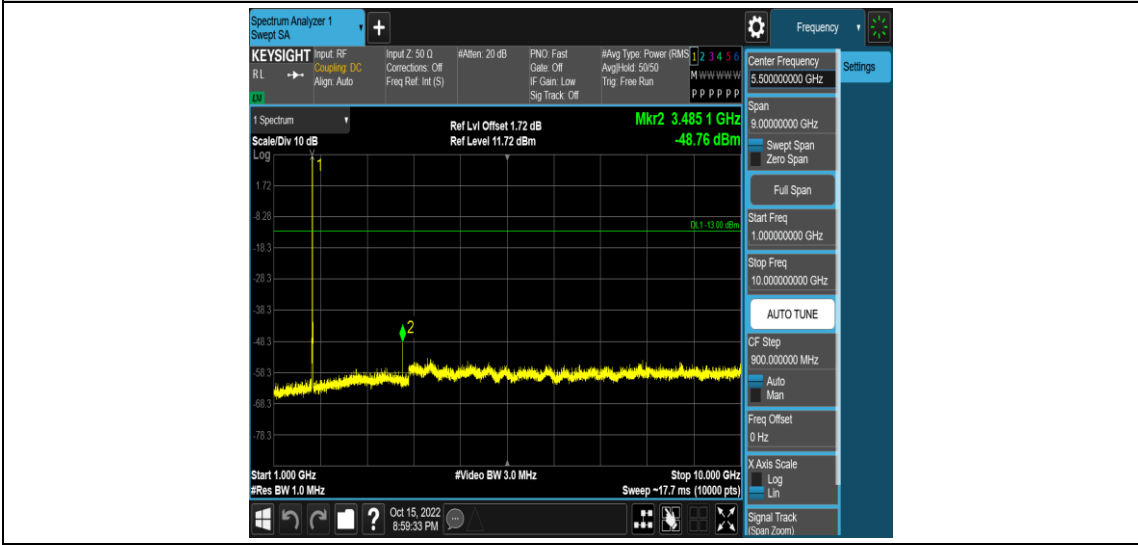 Spectrum Analyzer 1
Swept SA
+
Frequency
KEYSIGHT
RL
LM
Input: RF
Coupling: DC
Align: Auto
Input Z: 50 Ω
Corrections: Off
Freq Ref: Int (S)
#Atten: 20 dB
PNO: Fast
Gate: Off
IF Gain: Low
Sig Track: Off
#Avg Type: Power (RMS
Avg|Hold: 50/50
Trig: Free Run
1 2 3 4 5 6
M W W W W W
P P P P P P
1 Spectrum
Scale/Div 10 dB
Log
Ref Lvl Offset 1.72 dB
Ref Level 11.72 dBm
Mkr2 3.485 1 GHz
-48.76 dBm
1
1.72
-8.28
DL1 -13.00 dBm
-18.3
-28.3
-38.3
2
-48.3
-58.3
-68.3
-78.3
Start 1.000 GHz
#Res BW 1.0 MHz
#Video BW 3.0 MHz
Stop 10.000 GHz
Sweep ~17.7 ms (10000 pts)
Center Frequency
5.500000000 GHz
Settings
Span
9.00000000 GHz
Swept Span
Zero Span
Full Span
Start Freq
1.000000000 GHz
Stop Freq
10.000000000 GHz
AUTO TUNE
CF Step
900.000000 MHz
Auto
Man
Freq Offset
0 Hz
X Axis Scale
Log
Lin
Signal Track
(Span Zoom)
?
Oct 15, 2022
8:59:33 PM